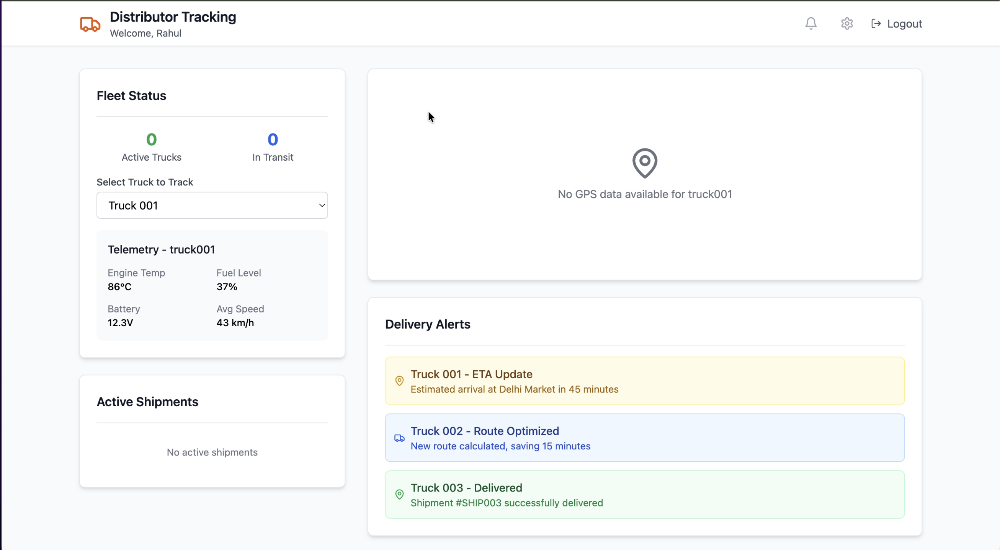 Distributor Tracking
Welcome, Rahul
Logout
Fleet Status
0
Active Trucks
0
In Transit
Select Truck to Track
Truck 001
Telemetry - truck001
Engine Temp
86°C
Fuel Level
37%
Battery
12.3V
Avg Speed
43 km/h
Active Shipments
No active shipments
No GPS data available for truck001
Delivery Alerts
Truck 001 - ETA Update
Estimated arrival at Delhi Market in 45 minutes
Truck 002 - Route Optimized
New route calculated, saving 15 minutes
Truck 003 - Delivered
Shipment #SHIP003 successfully delivered